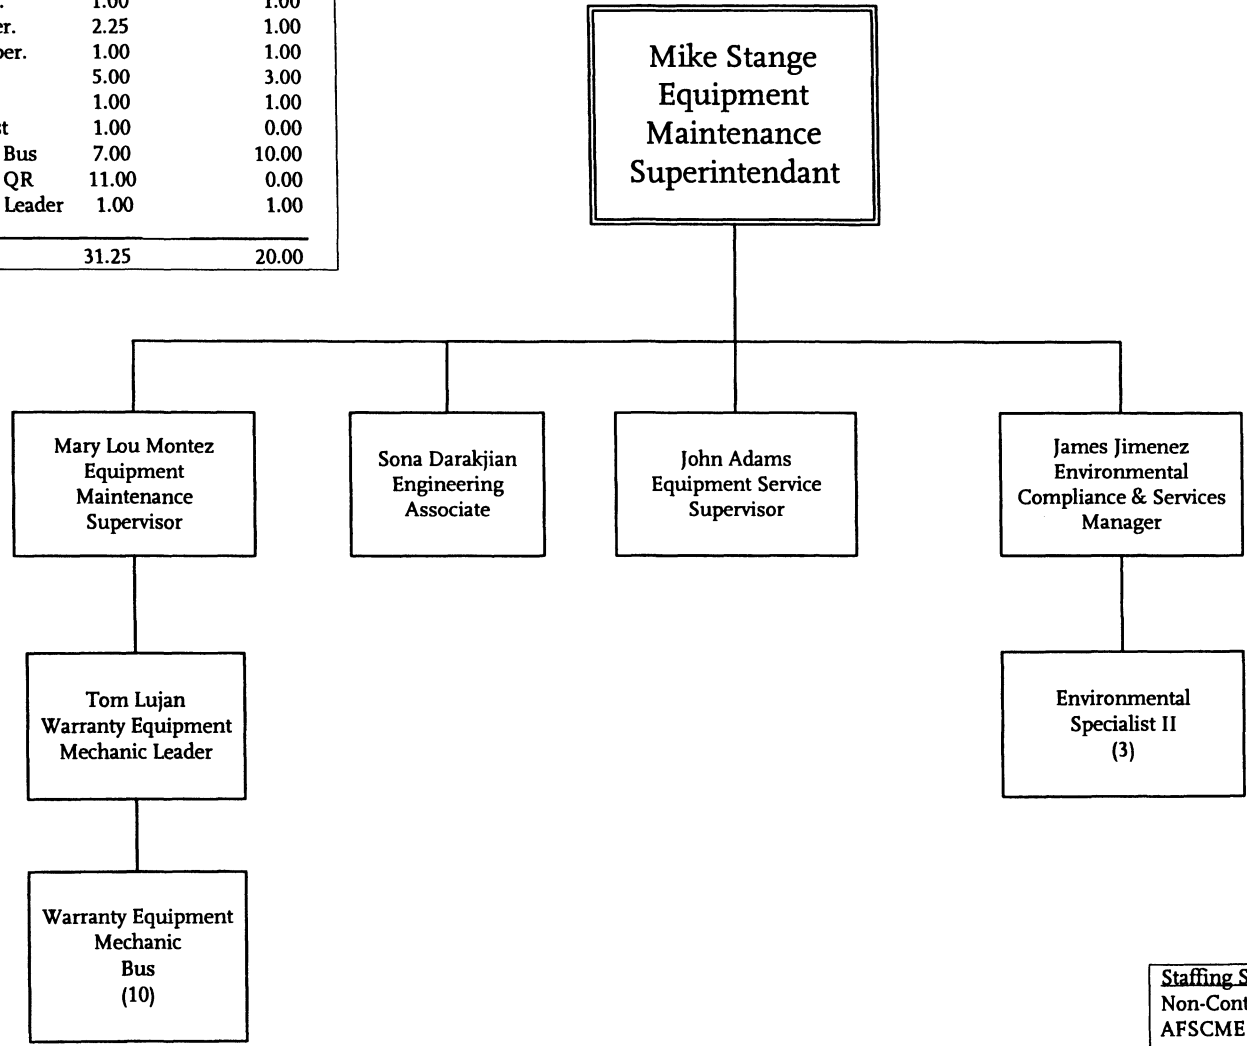 1.00 1.00
2.25 1.00
1.00 1.00
5.00 3.00
1.00 1.00
1.00 0.00
Bus 7.00 10.00
QR 11.00 0.00
Leader 1.00 1.00
31.25 20.00
Mike Stange
Equipment
Maintenance
Superintendant
Mary Lou Montez
Equipment
Maintenance
Supervisor
Sona Darakjian
Engineering
Associate
John Adams
Equipment Service
Supervisor
James Jimenez
Environmental
Compliance & Services
Manager
Tom Lujan
Warranty Equipment
Mechanic Leader
Environmental
Specialist II
(3)
Warranty Equipment
Mechanic
Bus
(10)
Staffing S
Non-Cont
AFSCME